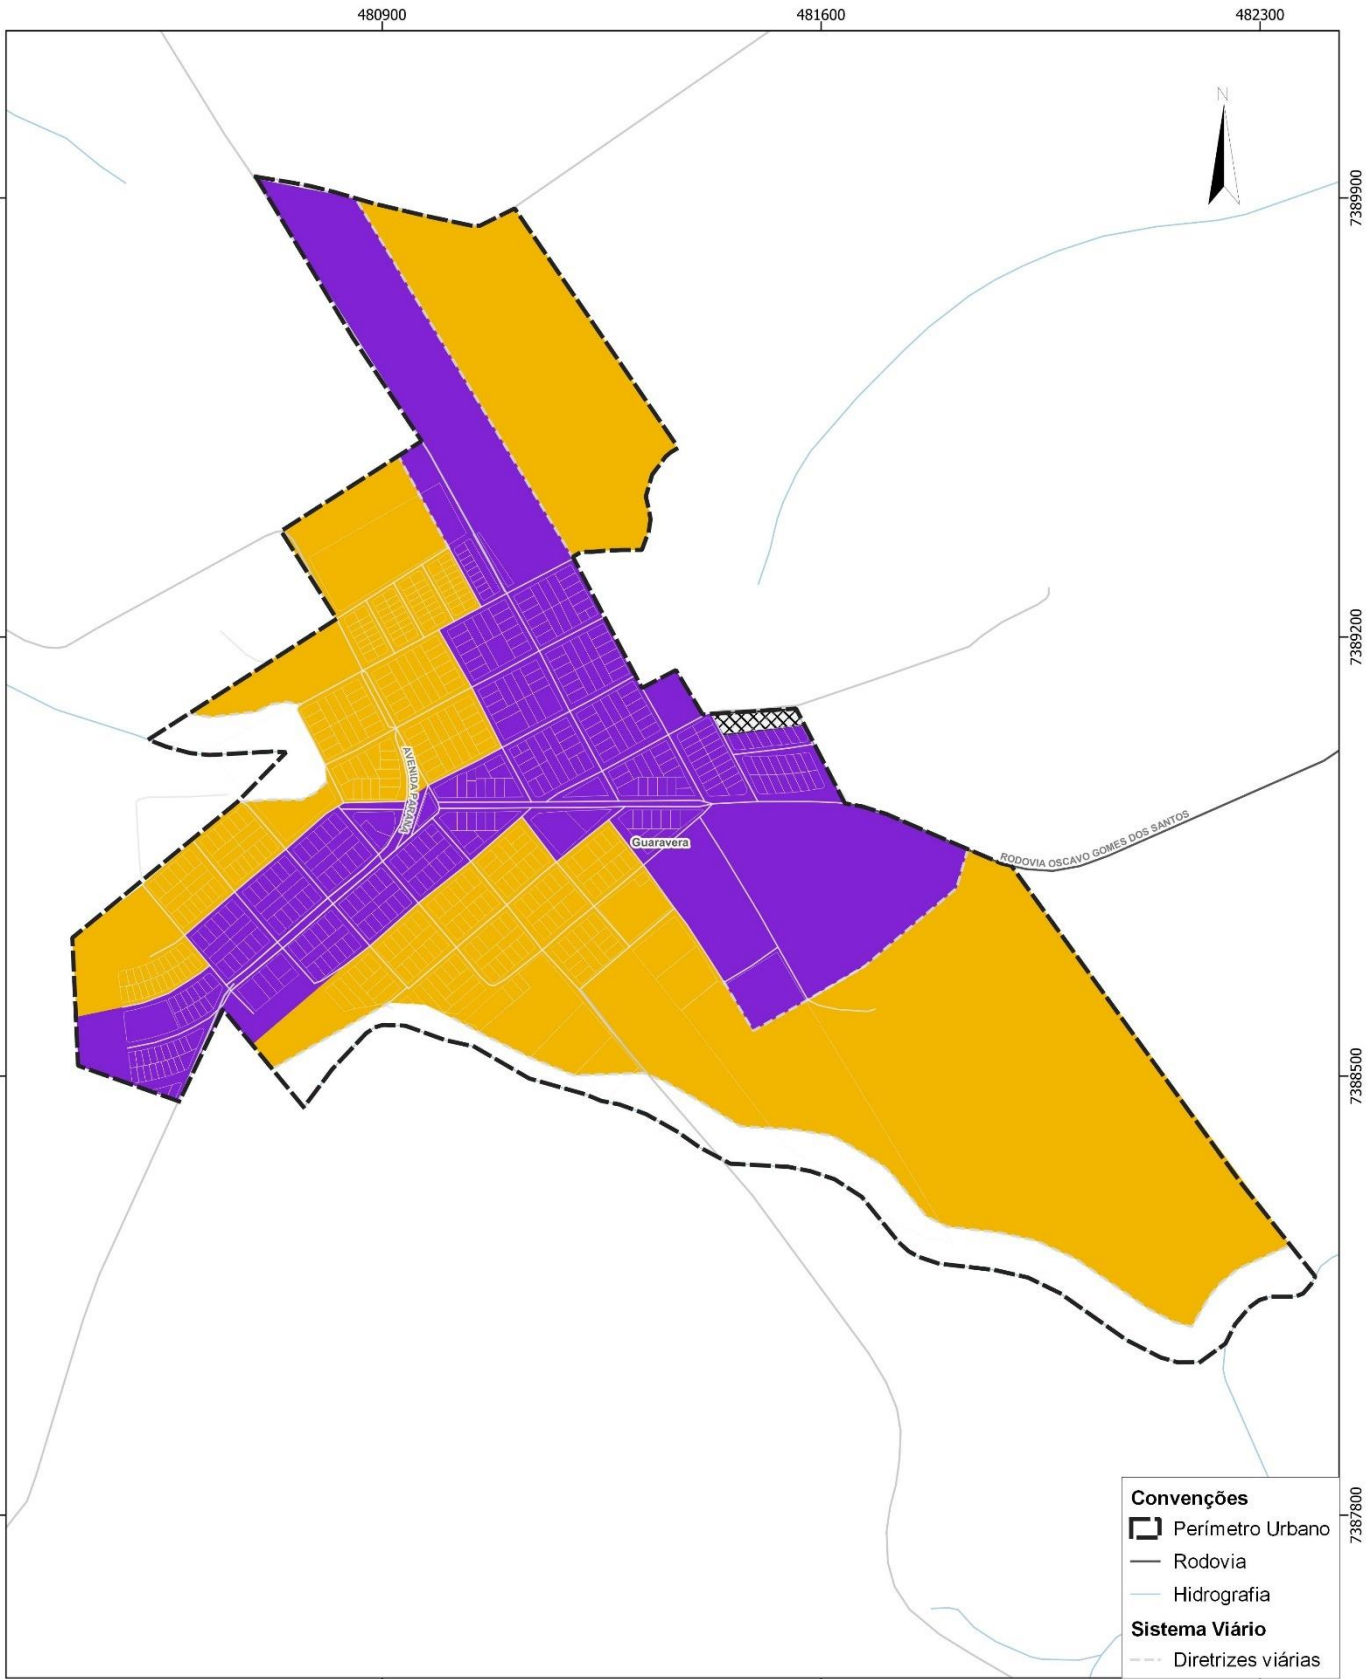 480900
481600
482300
N
7389900
7389200
AVENIDA PARANÁ
Guaravera
RODOVIA OSCAVO GOMES DOS SANTOS
7388500
7387800
Convenções
Perímetro Urbano
Rodovia
Hidrografia
Sistema Viário
Diretrizes viárias